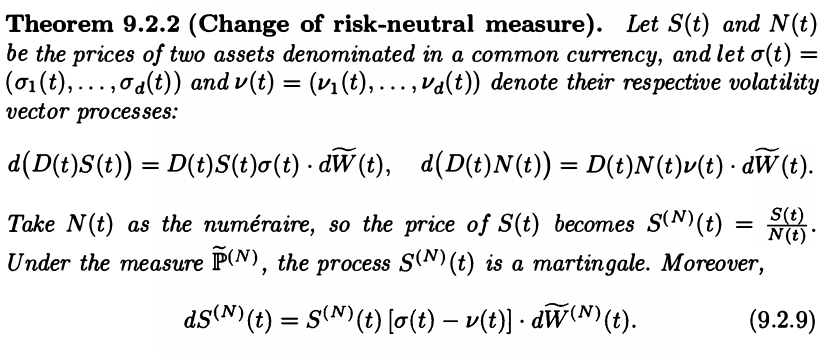 Theorem 9.2.2 (Change of risk-neutral measure). Let S(t) and N(t)
be the prices of two assets denominated in a common currency, and let σ(t) =
(σ₁(t), . . . , σ_d(t)) and ν(t) = (ν₁(t), . . . , ν_d(t)) denote their respective volatility
vector processes:
d(D(t)S(t)) = D(t)S(t)σ(t) · dW̃(t), d(D(t)N(t)) = D(t)N(t)ν(t) · dW̃(t).
Take N(t) as the numéraire, so the price of S(t) becomes S^(N)(t) = S(t)/N(t).
Under the measure P̃^(N), the process S^(N)(t) is a martingale. Moreover,
dS^(N)(t) = S^(N)(t) [σ(t) − ν(t)] · dW̃^(N)(t). (9.2.9)